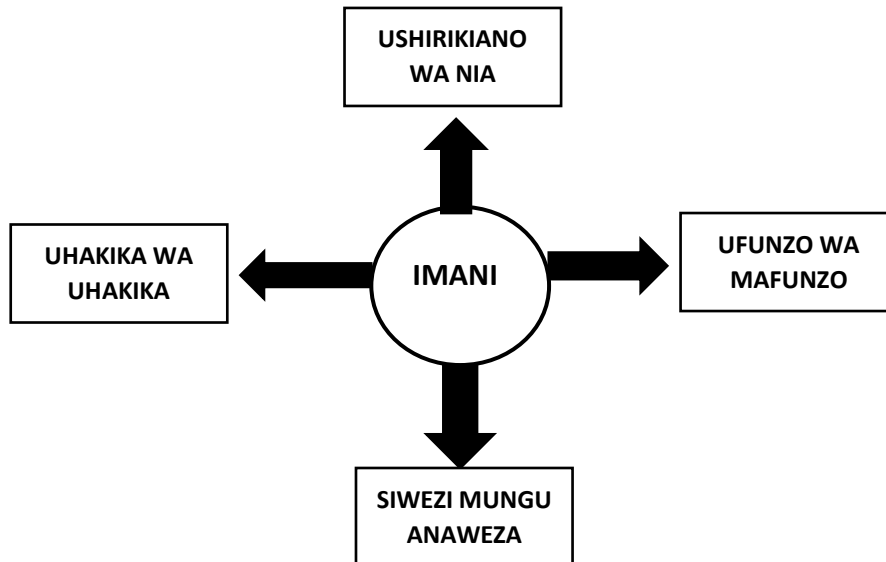 USHIRIKIANO
WA NIA
UHAKIKA WA
UHAKIKA
IMANI
UFUNZO WA
MAFUNZO
SIWEZI MUNGU
ANAWEZA